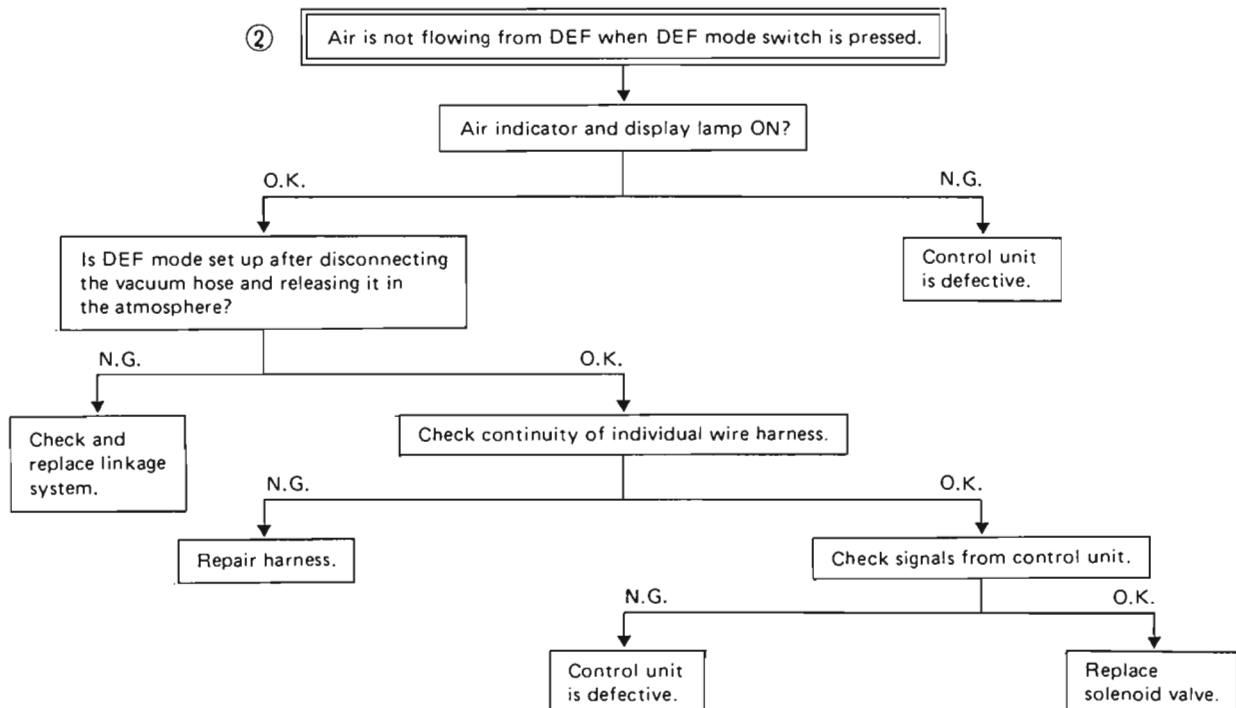 ② Air is not flowing from DEF when DEF mode switch is pressed.
Air indicator and display lamp ON?
O.K.
N.G.
Is DEF mode set up after disconnecting
the vacuum hose and releasing it in
the atmosphere?
Control unit
is defective.
N.G.
O.K.
Check and
replace linkage
system.
Check continuity of individual wire harness.
N.G.
O.K.
Repair harness.
Check signals from control unit.
N.G.
O.K.
Control unit
is defective.
Replace
solenoid valve.